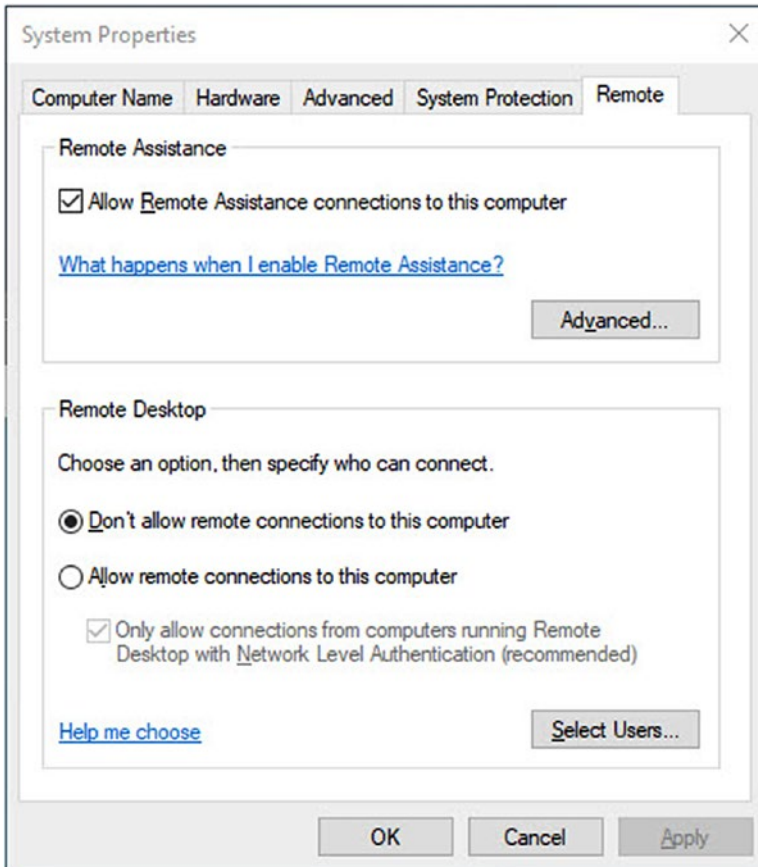 System Properties
Computer Name Hardware Advanced System Protection Remote
Remote Assistance
Allow Remote Assistance connections to this computer
What happens when I enable Remote Assistance?
Advanced...
Remote Desktop
Choose an option, then specify who can connect.
Don't allow remote connections to this computer
Allow remote connections to this computer
Only allow connections from computers running Remote
Desktop with Network Level Authentication (recommended)
Help me choose
Select Users...
OK Cancel Apply